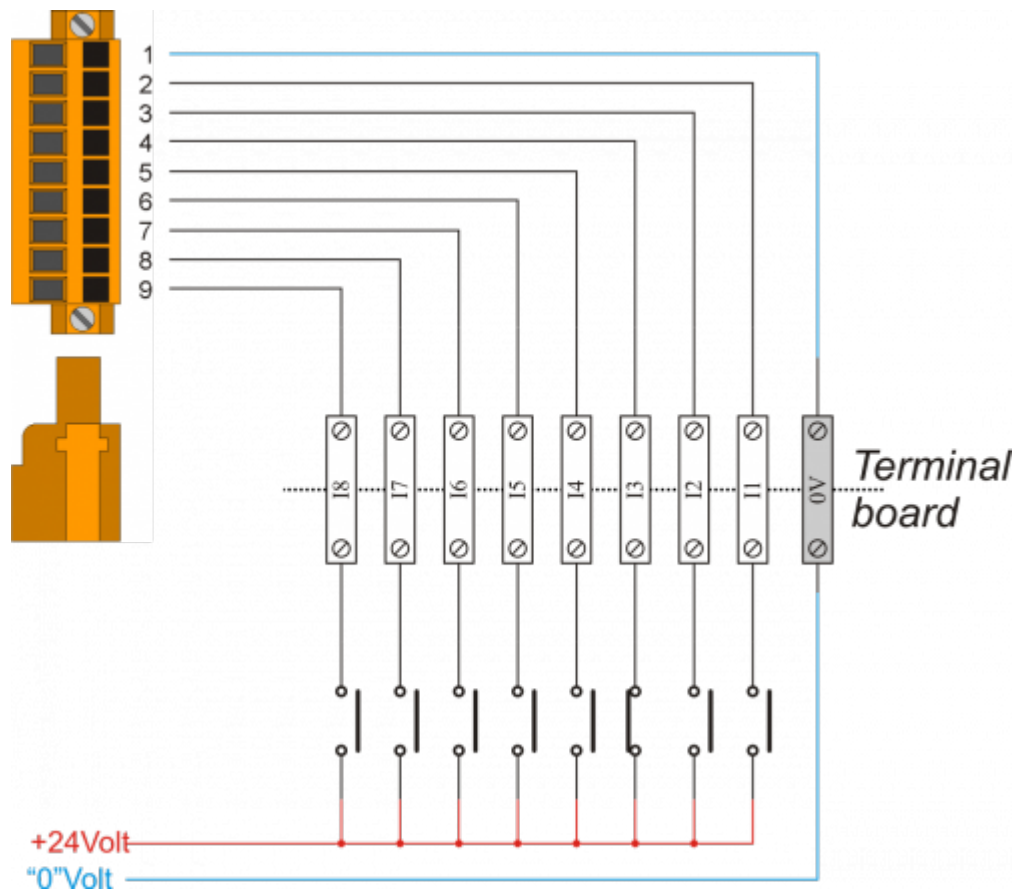 1
2
3
4
5
6
7
8
9
I8
I7
I6
I5
I4
I3
I2
I1
0V
Terminal
board
+24Volt
“0”Volt